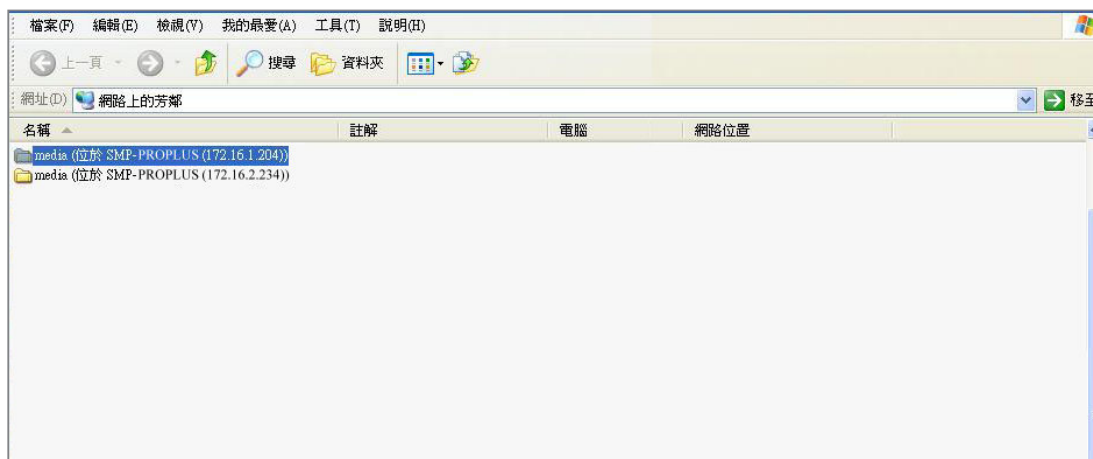 檔案(F) 編輯(E) 檢視(V) 我的最愛(A) 工具(T) 說明(H)
上一頁 搜尋 資料夾
網址(D) 網路上的芳鄰 移至
名稱 註解 電腦 網路位置
media (位於 SMP-PROPLUS (172.16.1.204))
media (位於 SMP-PROPLUS (172.16.2.234))